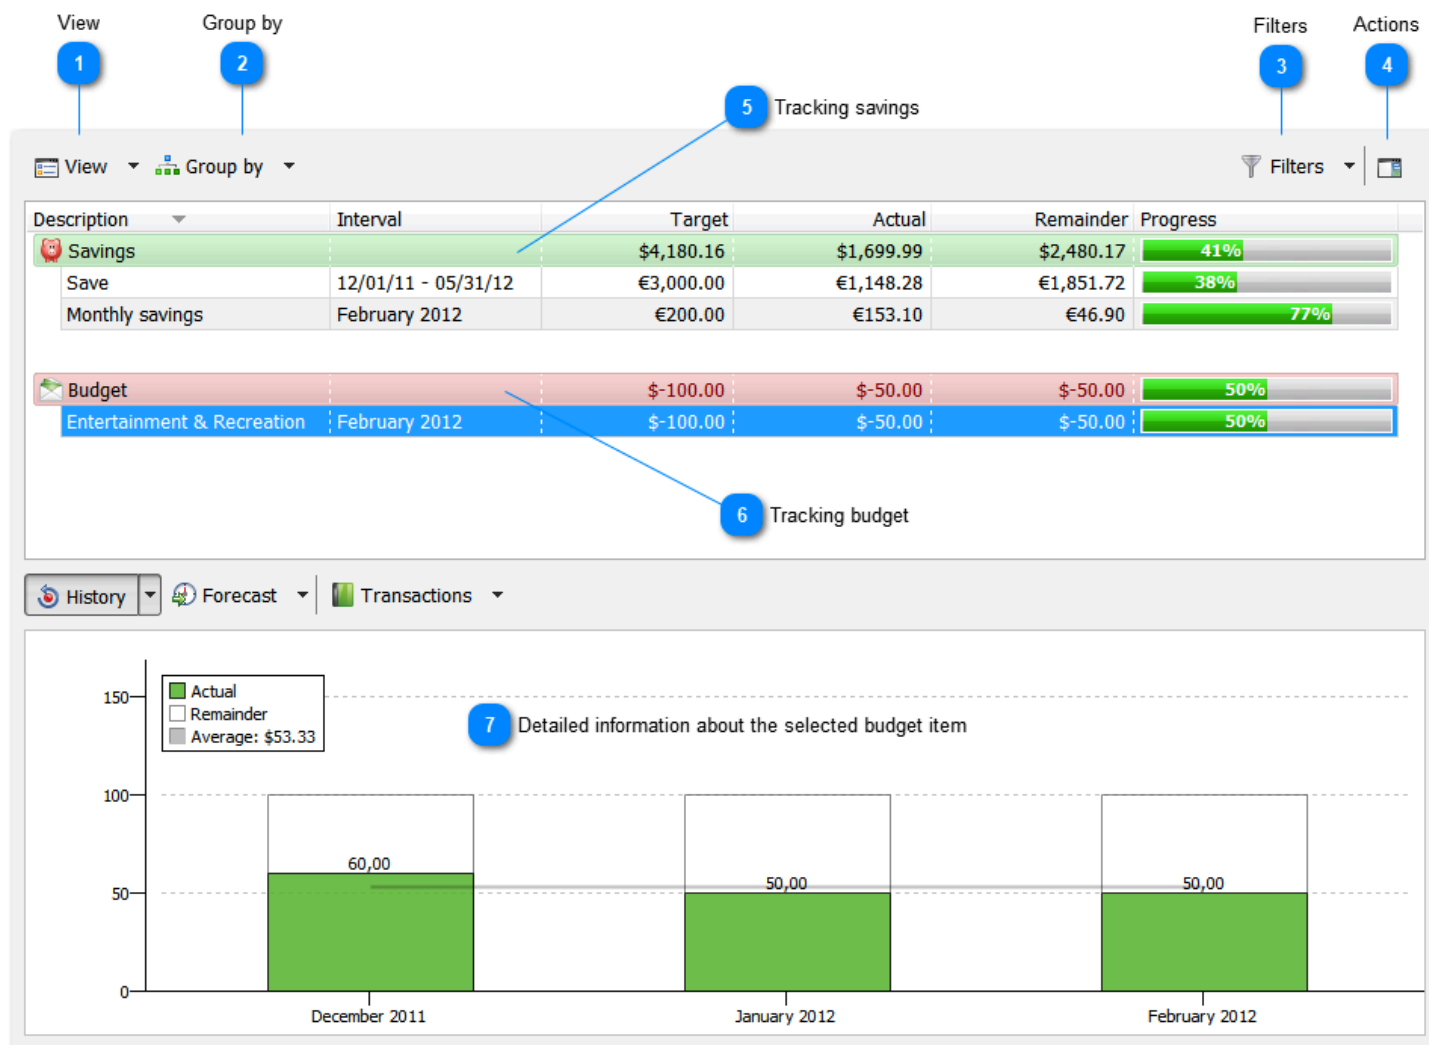 View Group by Filters Actions
1 2 3 4
5 Tracking savings
View Group by Filters
Description Interval Target Actual Remainder Progress
Savings $4,180.16 $1,699.99 $2,480.17 41%
Save 12/01/11 - 05/31/12 €3,000.00 €1,148.28 €1,851.72 38%
Monthly savings February 2012 €200.00 €153.10 €46.90 77%
Budget $-100.00 $-50.00 $-50.00 50%
Entertainment & Recreation February 2012 $-100.00 $-50.00 $-50.00 50%
6 Tracking budget
History Forecast Transactions
150
Actual
Remainder
Average: $53.33
7 Detailed information about the selected budget item
100
60,00
50,00
50,00
50
0
December 2011 January 2012 February 2012